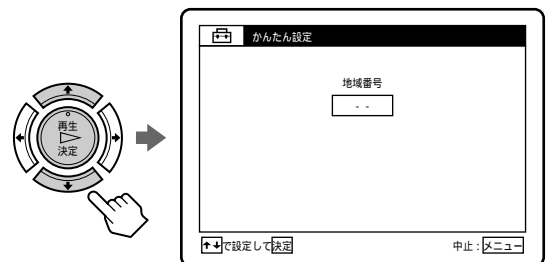 かんたん設定
地域番号
- -
再生
決定
↑↓で設定して決定
中止：メニュー